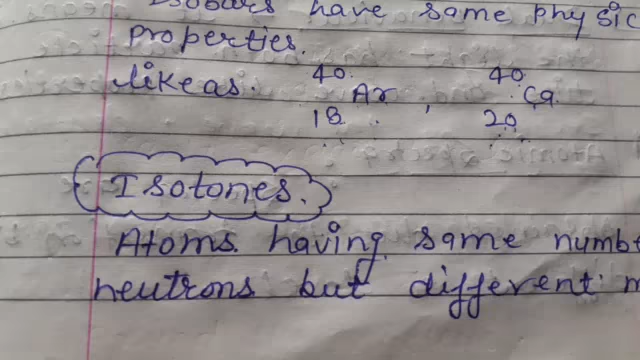 Isobars have same physic
properties.
like as. 40 18 Ar , 40 20 Ca
Isotones.
Atoms having same numb
neutrons but different m